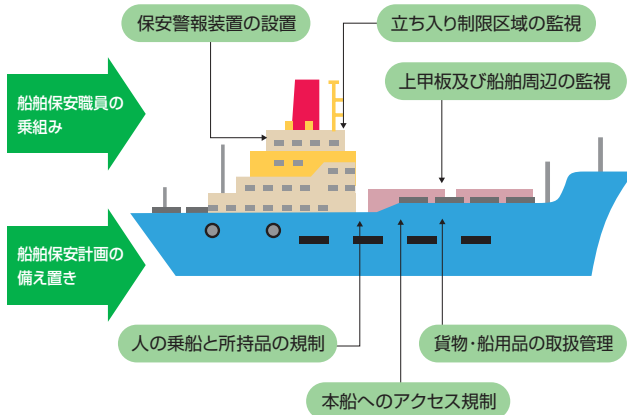 保安警報装置の設置
立ち入り制限区域の監視
上甲板及び船舶周辺の監視
船舶保安職員の
乗組み
船舶保安計画の
備え置き
人の乗船と所持品の規制
貨物・船用品の取扱管理
本船へのアクセス規制